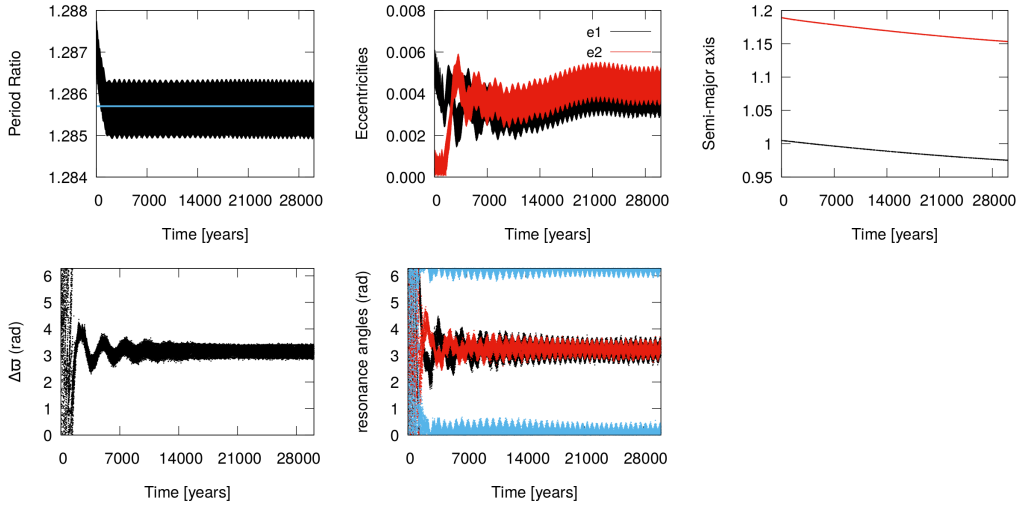 Period Ratio
1.288
1.287
1.286
1.285
1.284
0 7000 14000 21000 28000
Time [years]
Eccentricities
0.008
0.006
0.004
0.002
0.000
e1
e2
0 7000 14000 21000 28000
Time [years]
Semi-major axis
1.2
1.15
1.1
1.05
1
0.95
0 7000 14000 21000 28000
Time [years]
Δϖ (rad)
6
5
4
3
2
1
0
0 7000 14000 21000 28000
Time [years]
resonance angles (rad)
6
5
4
3
2
1
0
0 7000 14000 21000 28000
Time [years]